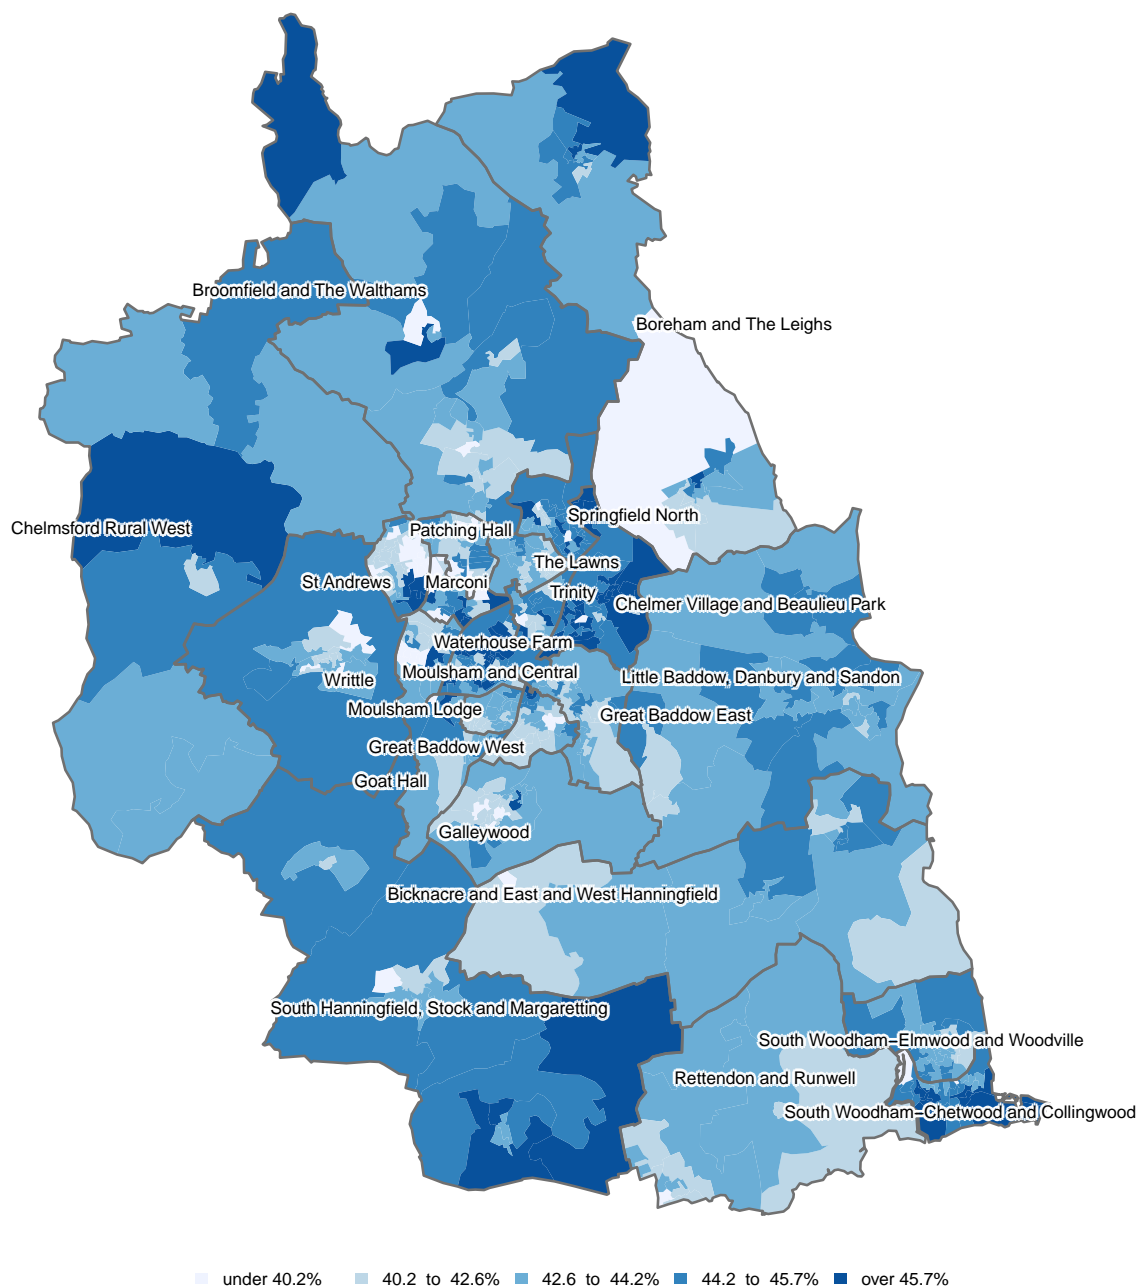 Broomfield and The Walthams
Boreham and The Leighs
Chelmsford Rural West
Springfield North
Patching Hall
The Lawns
St Andrews
Marconi
Trinity
Chelmer Village and Beaulieu Park
Waterhouse Farm
Moulsham and Central
Little Baddow, Danbury and Sandon
Writtle
Moulsham Lodge
Great Baddow East
Great Baddow West
Goat Hall
Galleywood
Bicknacre and East and West Hanningfield
South Hanningfield, Stock and Margaretting
South Woodham−Elmwood and Woodville
Rettendon and Runwell
South Woodham−Chetwood and Collingwood
under 40.2% 40.2 to 42.6% 42.6 to 44.2% 44.2 to 45.7% over 45.7%